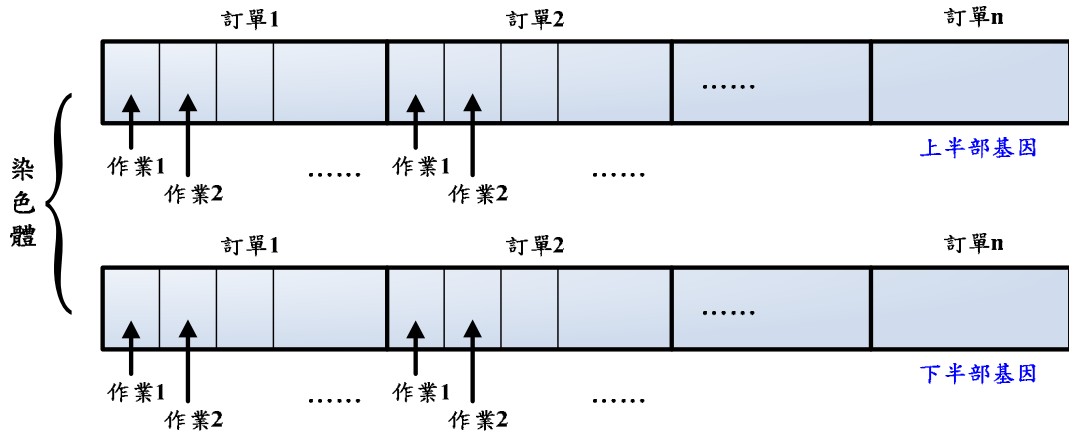 訂單1 訂單2 訂單n
……
作業1 …… 作業1 …… 上半部基因
作業2 作業2
染色體
訂單1 訂單2 訂單n
……
作業1 …… 作業1 …… 下半部基因
作業2 作業2